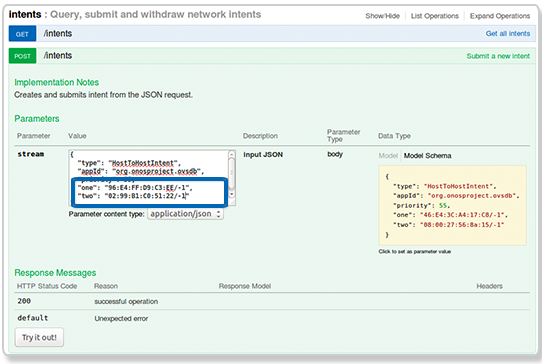 intents : Query, submit and withdraw network intents
Show/Hide | List Operations | Expand Operations
GET /intents Get all intents
POST /intents Submit a new intent
Implementation Notes
Creates and submits intent from the JSON request.
Parameters
Parameter Value Description Parameter Type Data Type
stream
{
"type": "HostToHostIntent",
"appId": "org.onosproject.ovsdb",
"one": "96:E4:FF:D9:C3:EE/-1",
"two": "02:99:B1:C0:51:22/-1
Parameter content type: application/json
input JSON
body
Model | Model Schema
{
"type": "HostToHostIntent",
"appId": "org.onosproject.ovsdb",
"priority": 55,
"one": "46:E4:3C:A4:17:C8/-1",
"two": "08:00:27:56:8a:15/-1"
}
Click to set as parameter value
Response Messages
HTTP Status Code Reason Response Model Headers
200 successful operation
default Unexpected error
Try it out!